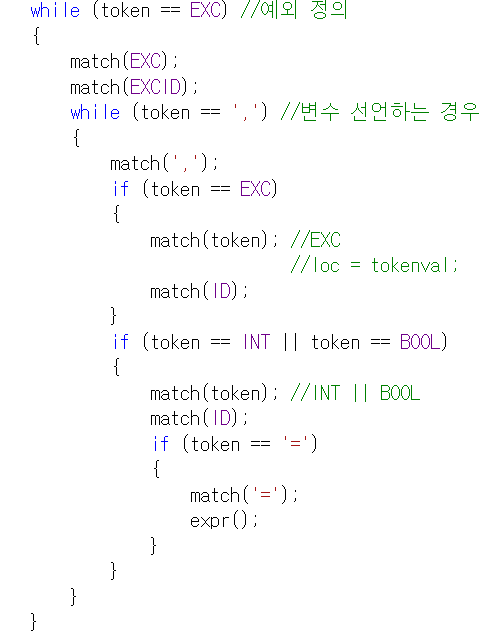 while (token == EXC) //예외 정의
{
    match(EXC);
    match(EXCID);
    while (token == ',') //변수 선언하는 경우
    {
        match(',');
        if (token == EXC)
        {
            match(token); //EXC
                          //loc = tokenval;
            match(ID);
        }
        if (token == INT || token == BOOL)
        {
            match(token); //INT || BOOL
            match(ID);
            if (token == '=')
            {
                match('=');
                expr();
            }
        }
    }
}